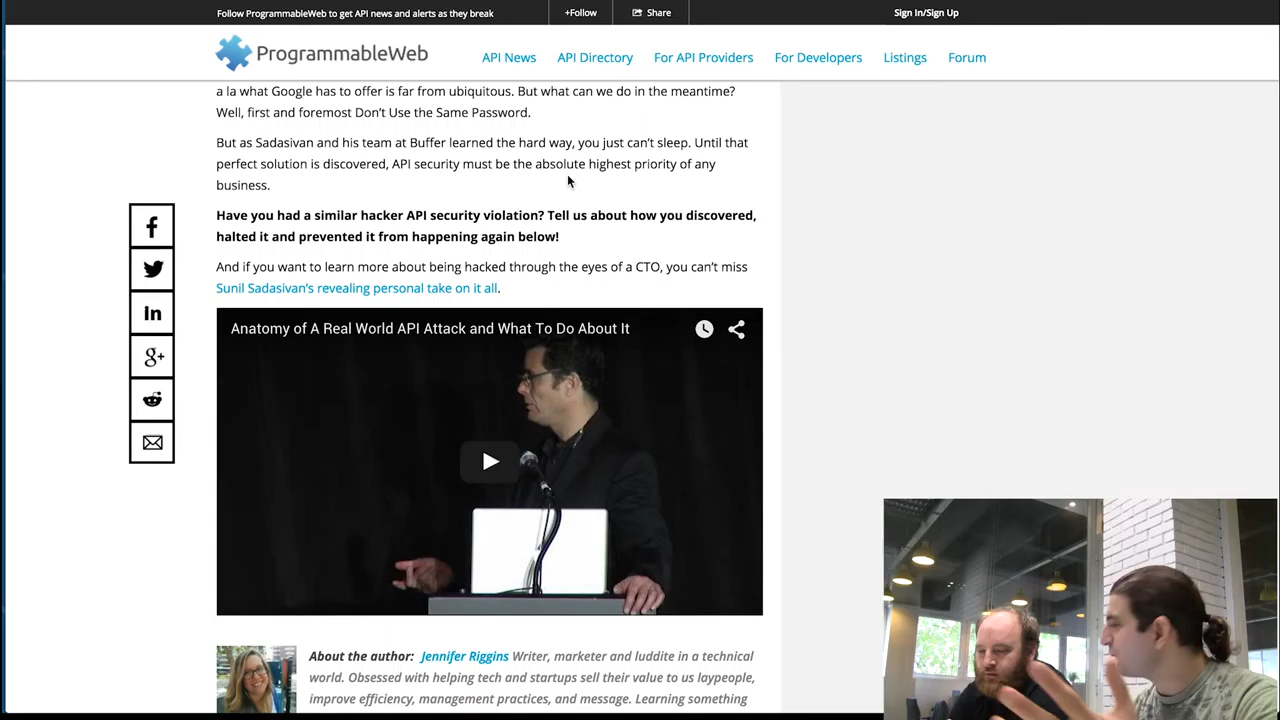 Follow ProgrammableWeb to get API news and alerts as they break
+Follow
Share
Sign In/Sign Up
ProgrammableWeb
API News
API Directory
For API Providers
For Developers
Listings
Forum
a la what Google has to offer is far from ubiquitous. But what can we do in the meantime?
Well, first and foremost Don't Use the Same Password.
But as Sadasivan and his team at Buffer learned the hard way, you just can't sleep. Until that
perfect solution is discovered, API security must be the absolute highest priority of any
business.
Have you had a similar hacker API security violation? Tell us about how you discovered,
halted it and prevented it from happening again below!
And if you want to learn more about being hacked through the eyes of a CTO, you can't miss
Sunil Sadasivan's revealing personal take on it all.
Anatomy of A Real World API Attack and What To Do About It
About the author: Jennifer Riggins Writer, marketer and luddite in a technical
world. Obsessed with helping tech and startups sell their value to us laypeople,
improve efficiency, management practices, and message. Learning something